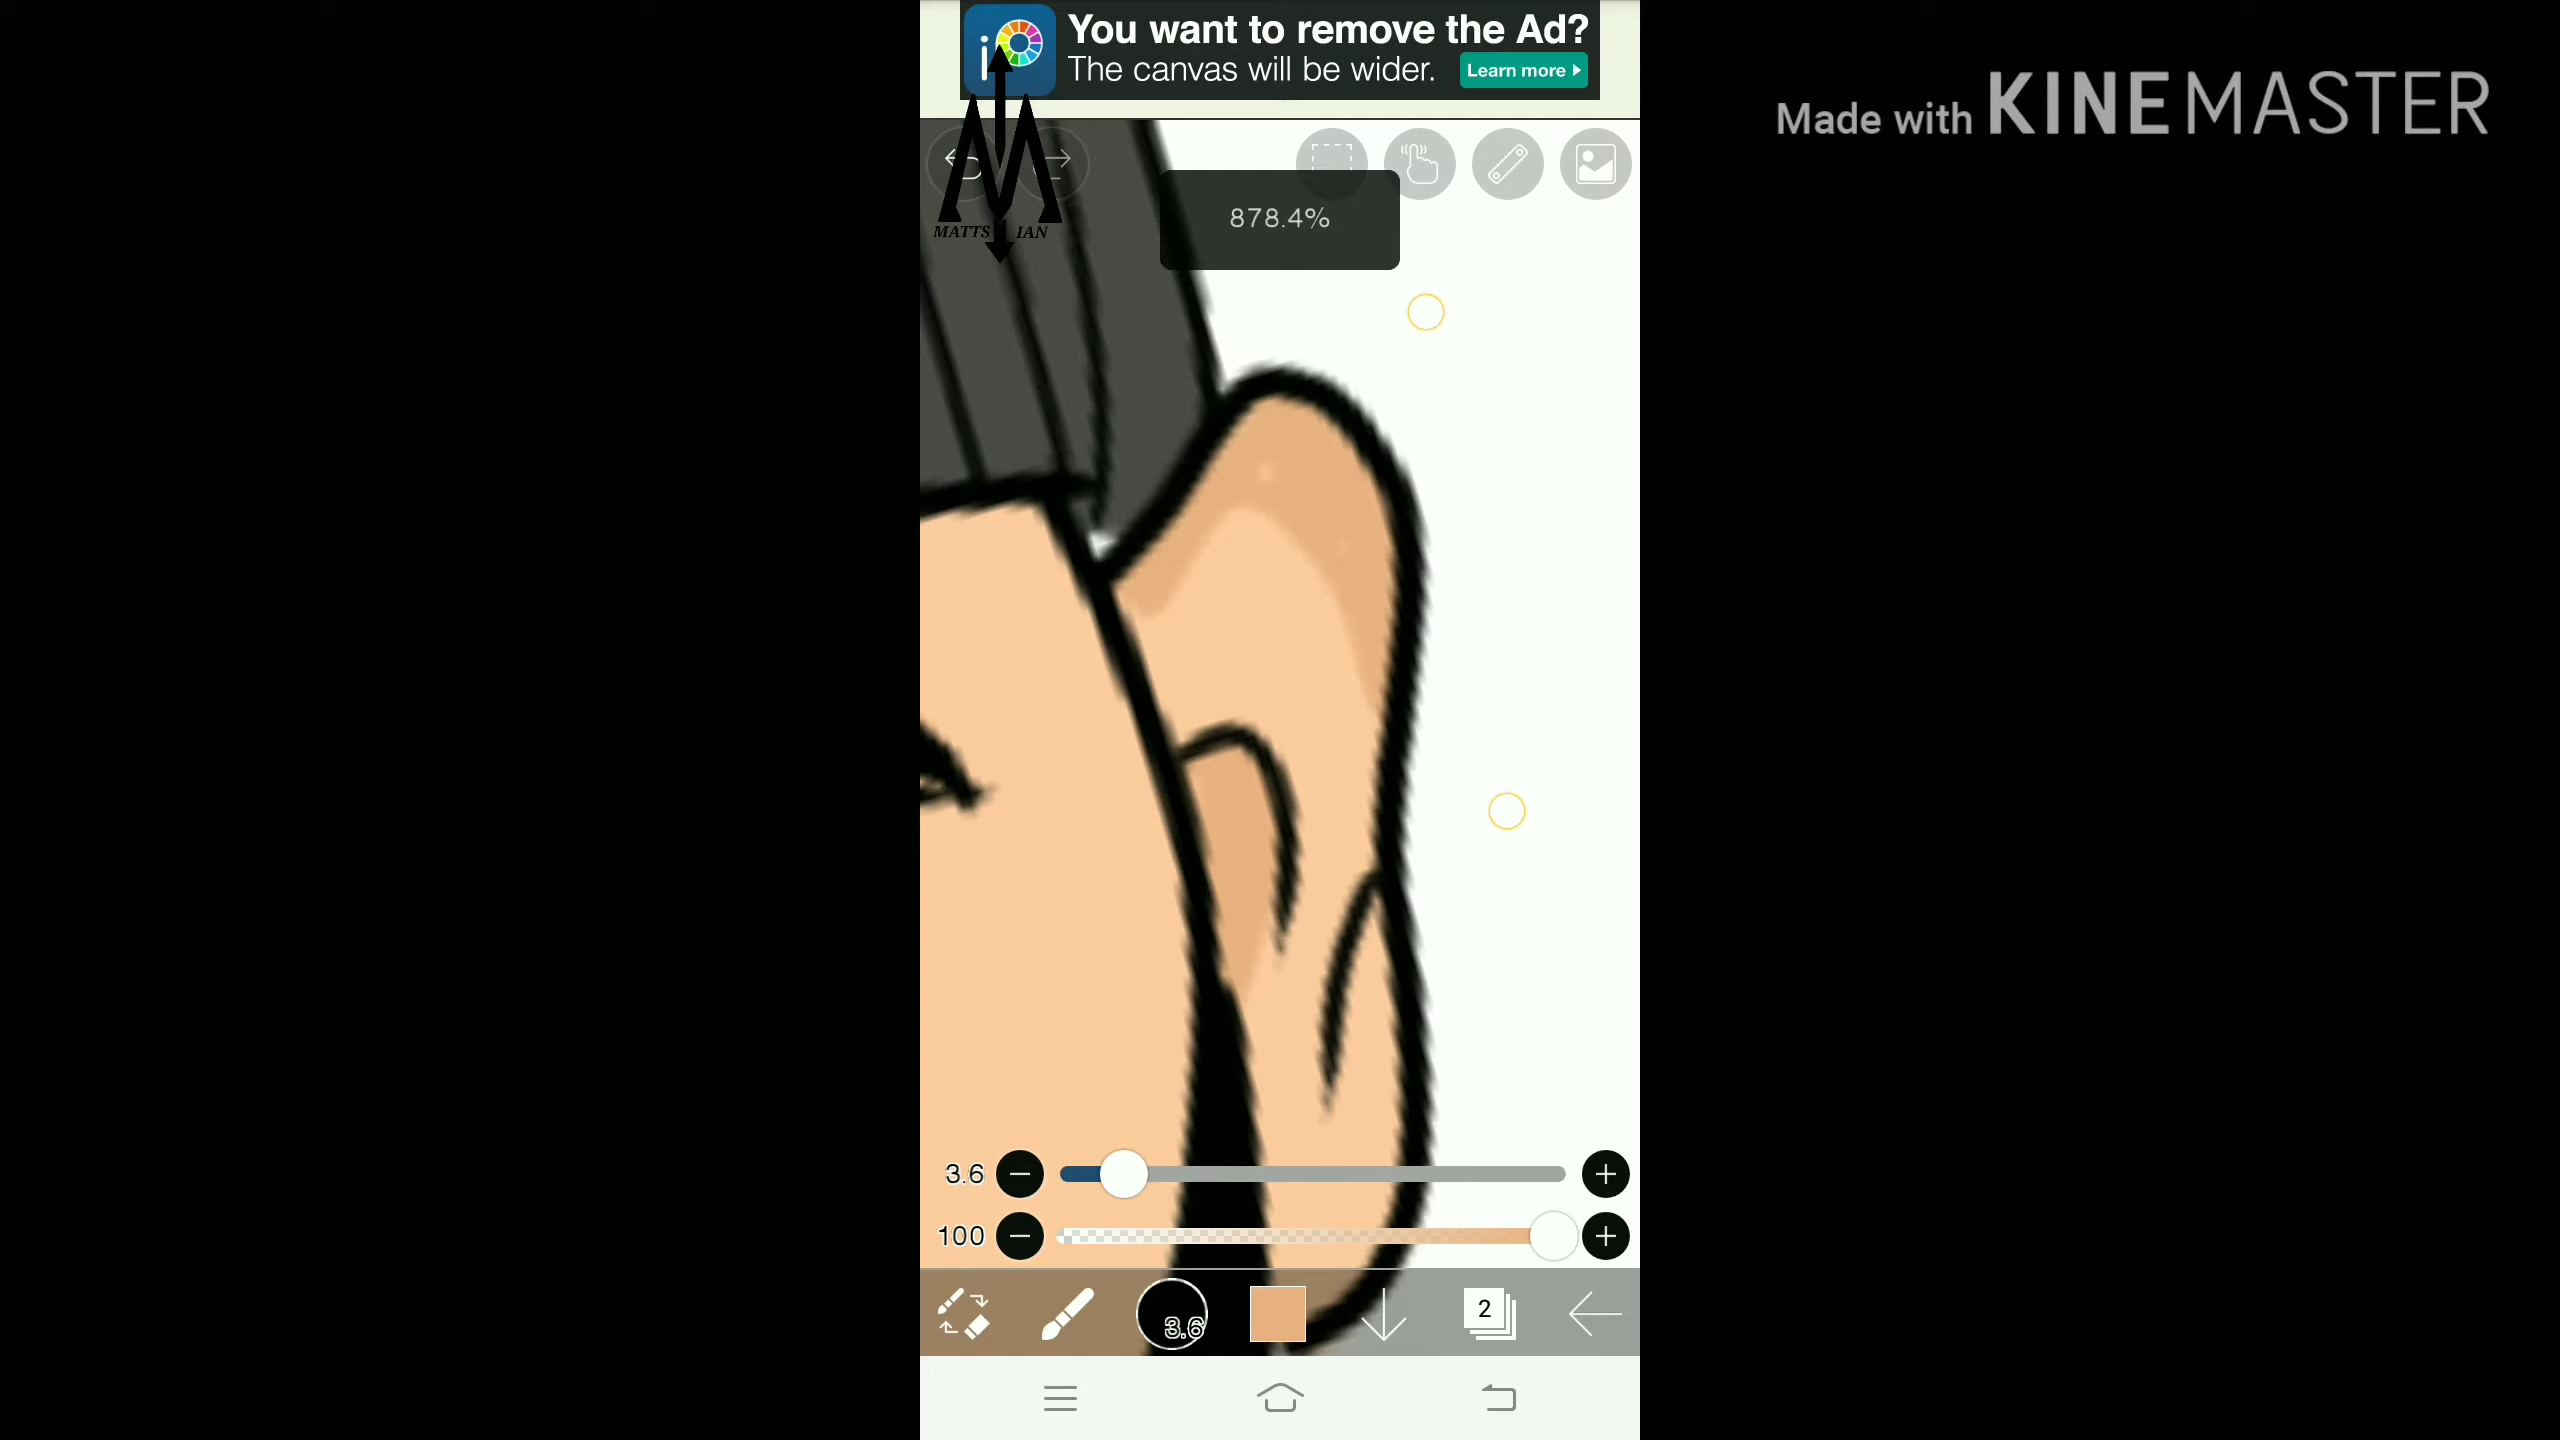 You want to remove the Ad?
The canvas will be wider.
Learn more
Made with KINEMASTER
878.4%
MATTS IAN
3.6
100
3.6
2